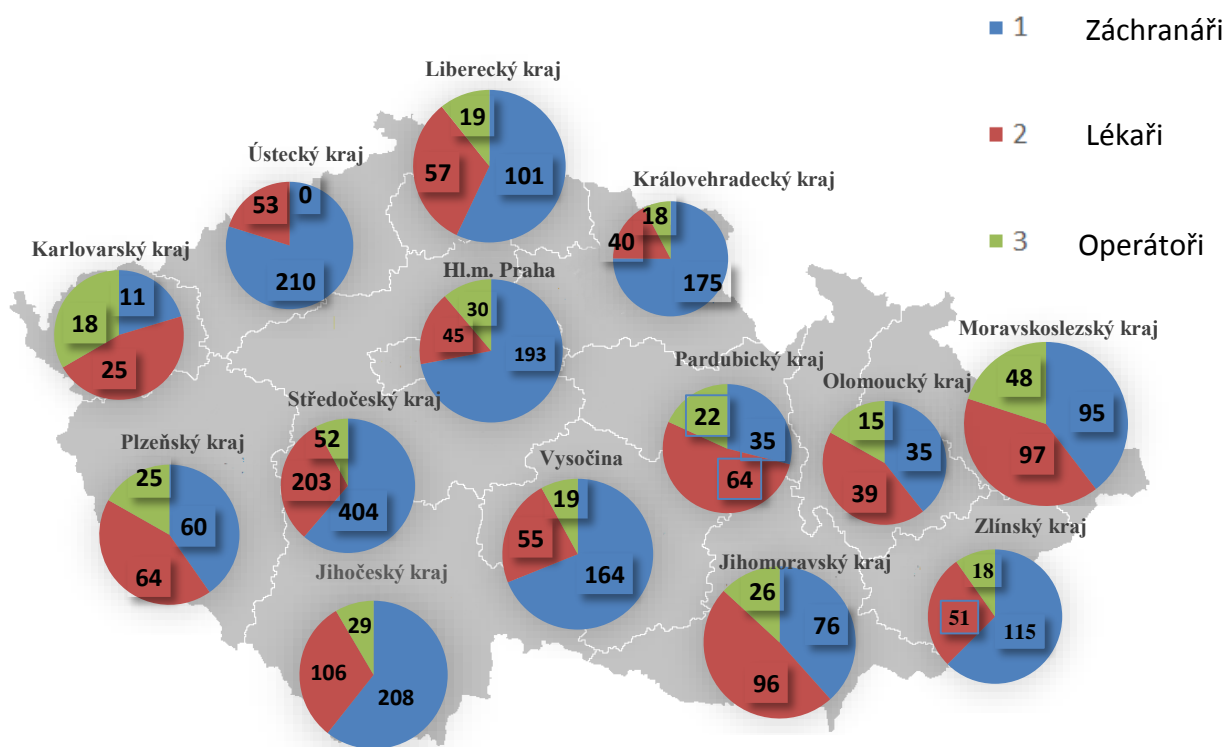 1 Záchranáři
2 Lékaři
3 Operátoři
Liberecký kraj
19
57
101
Ústecký kraj
53
0
210
Královehradecký kraj
18
40
175
Karlovarský kraj
11
18
25
Hl.m. Praha
30
45
193
Moravskoslezský kraj
48
95
97
Pardubický kraj
22
35
64
Olomoucký kraj
15
35
39
Středočeský kraj
52
203
404
Plzeňský kraj
25
60
64
Vysočina
19
55
164
Zlínský kraj
18
51
115
Jihomoravský kraj
26
76
96
Jihočeský kraj
29
106
208